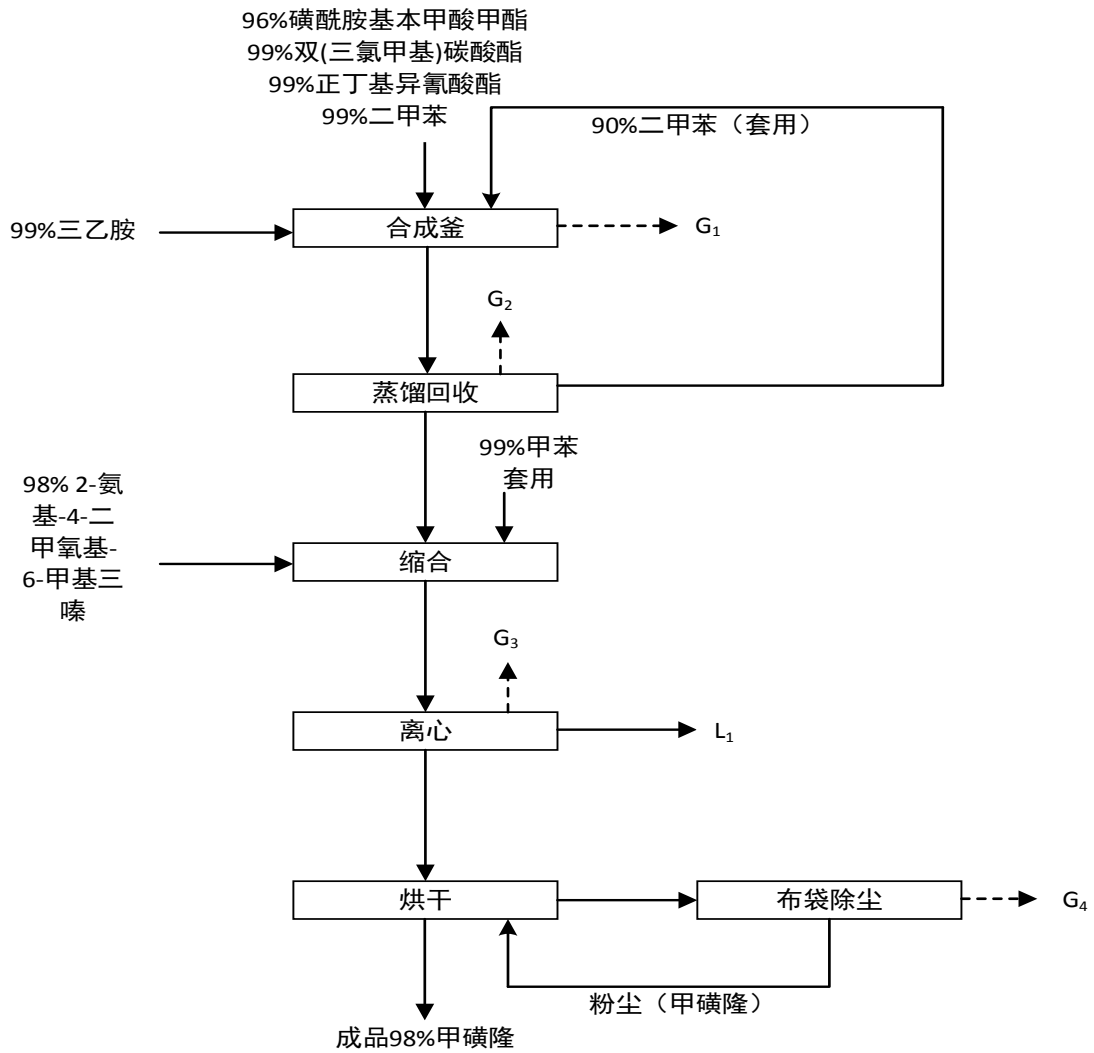 96%磺酰胺基本甲酸甲酯
99%双(三氯甲基)碳酸酯
99%正丁基异氰酸酯
99%二甲苯
90%二甲苯（套用）
99%三乙胺
合成釜
G₁
G₂
蒸馏回收
99%甲苯
套用
98% 2-氨
基-4-二
甲氧基-
6-甲基三
嗪
缩合
G₃
离心
L₁
烘干
布袋除尘
G₄
粉尘（甲磺隆）
成品98%甲磺隆